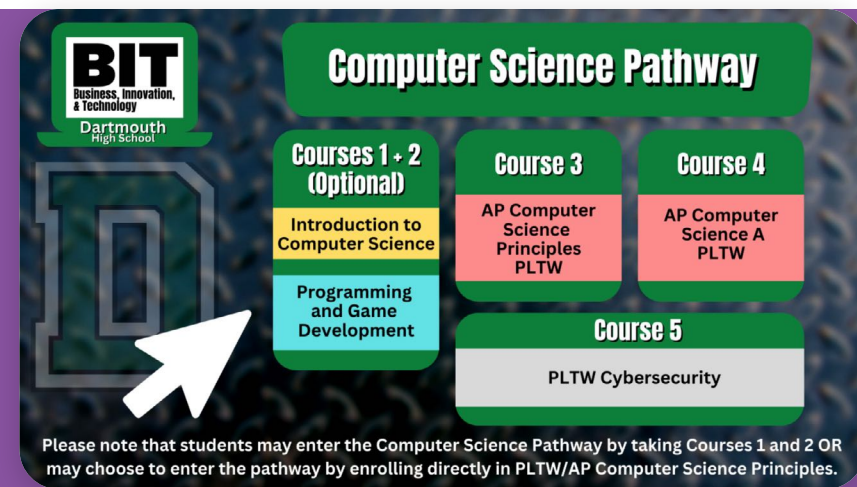 BIT
Business, Innovation,
& Technology
Dartmouth
High School
Computer Science Pathway
Courses 1 + 2
(Optional)
Introduction to
Computer Science
Programming
and Game
Development
Course 3
AP Computer
Science
Principles
PLTW
Course 4
AP Computer
Science A
PLTW
Course 5
PLTW Cybersecurity
D
Please note that students may enter the Computer Science Pathway by taking Courses 1 and 2 OR
may choose to enter the pathway by enrolling directly in PLTW/AP Computer Science Principles.